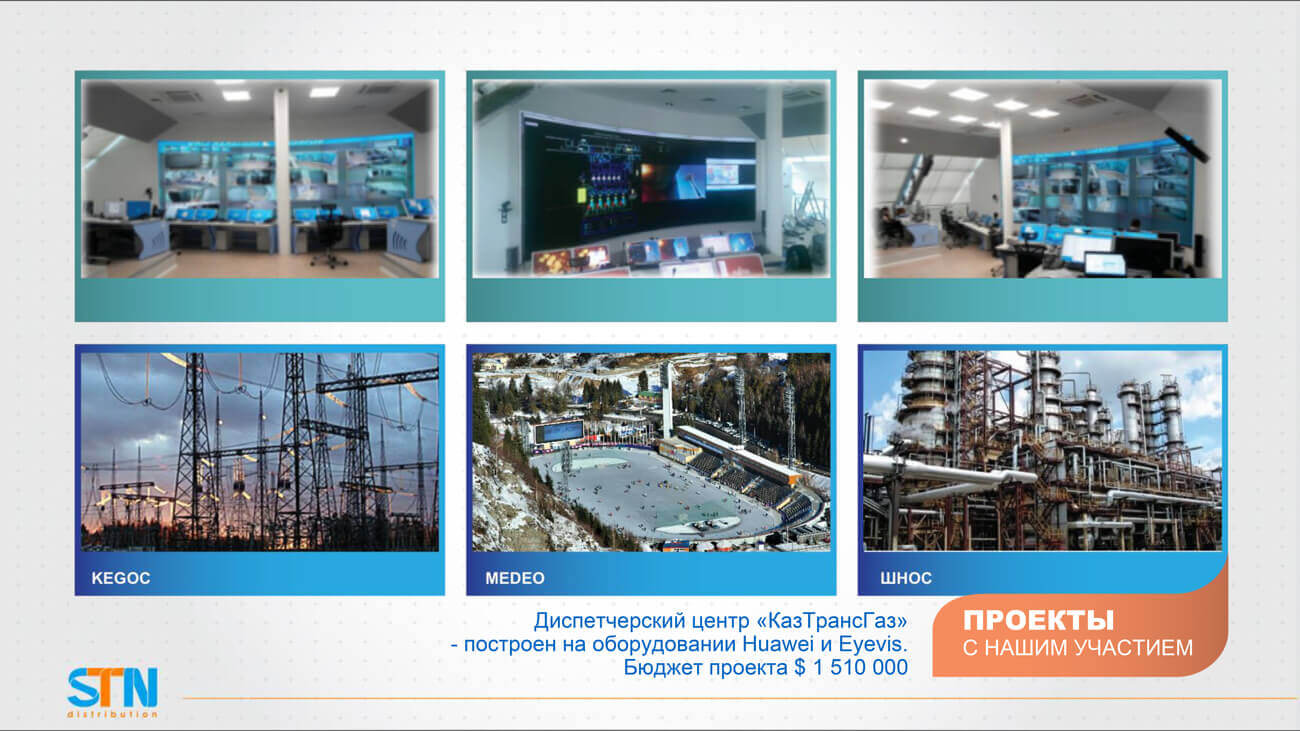 KEGOC
MEDEO
ШНОС
Диспетчерский центр «КазТрансГаз»
- построен на оборудовании Huawei и Eyevis.
Бюджет проекта $ 1 510 000
ПРОЕКТЫ
С НАШИМ УЧАСТИЕМ
STN
distribution